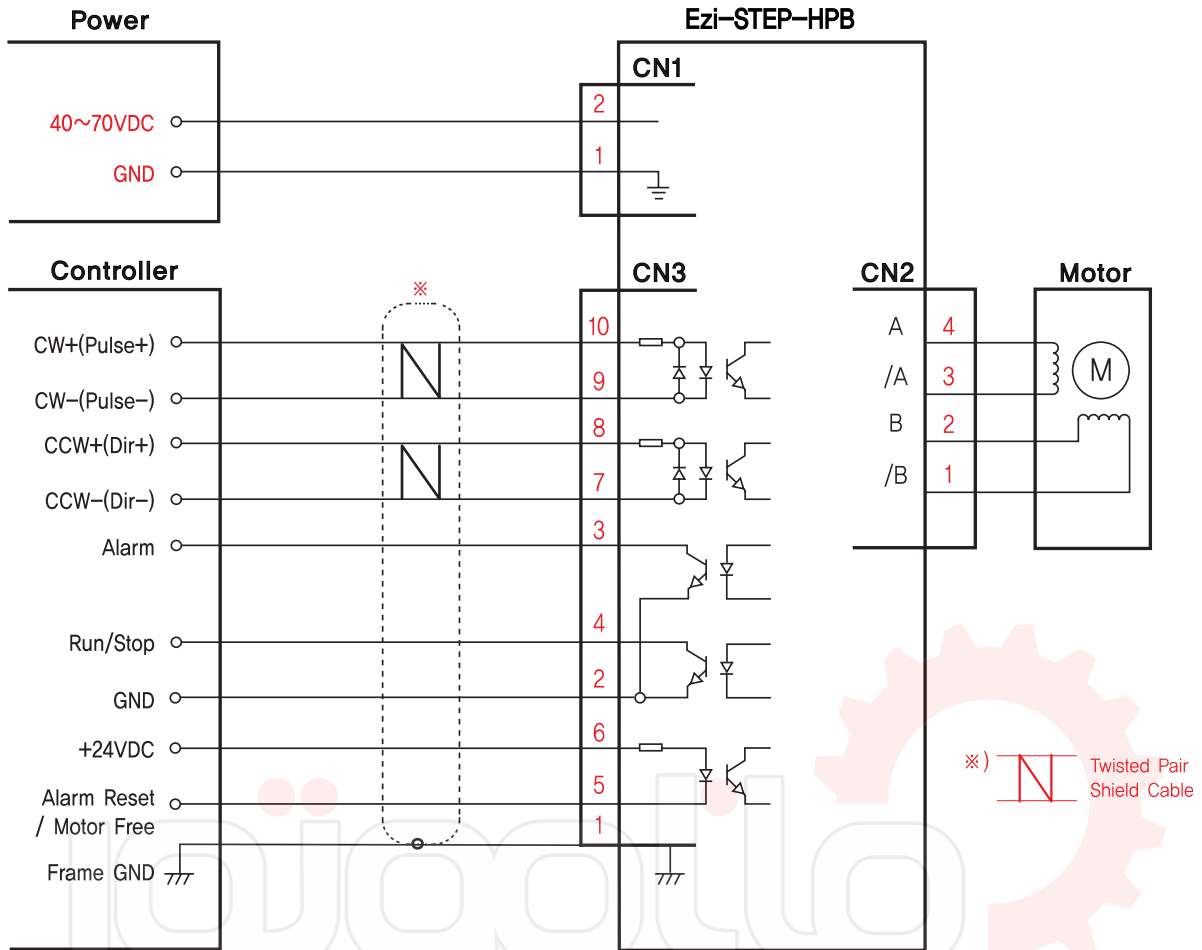 Power
Ezi-STEP-HPB
CN1
2
40~70VDC
1
GND
Controller
※
CN3
CN2
Motor
CW+(Pulse+)
10
A
4
CW-(Pulse-)
9
/A
3
M
CCW+(Dir+)
8
B
2
CCW-(Dir-)
7
/B
1
Alarm
3
Run/Stop
4
GND
2
+24VDC
6
※) Twisted Pair
Shield Cable
Alarm Reset
/ Motor Free
5
1
Frame GND